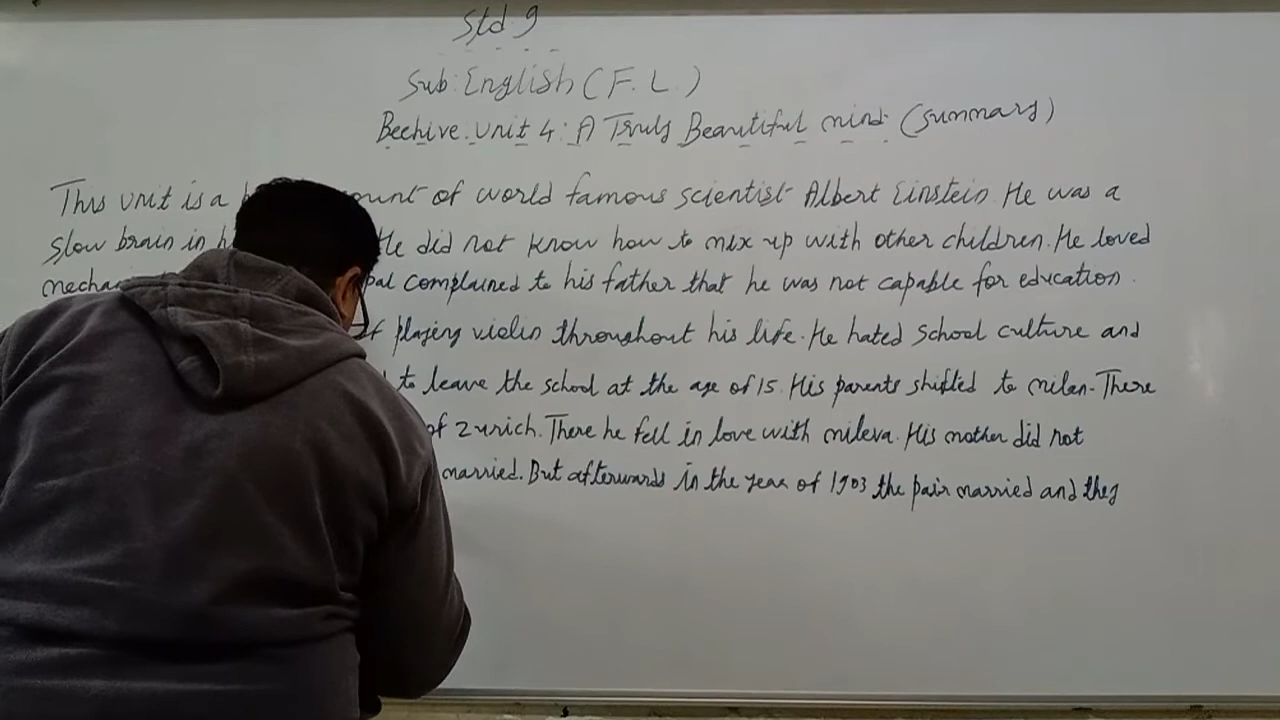 Std 9
Sub: English (F.L.)
Beehive. Unit 4: A Truly Beautiful mind. (Summary)
This unit is a of world famous scientist Albert Einstein. He was a
slow brain in He did not know how to mix up with other children. He loved
complained to his father that he was not capable for education.
of playing violin throughout his life. He hated school culture and
to leave the school at the age of 15. His parents shifted to milan. There
of Zurich. There he fell in love with mileva. His mother did not
married. But afterwards in the year of 1903 the pair married and they